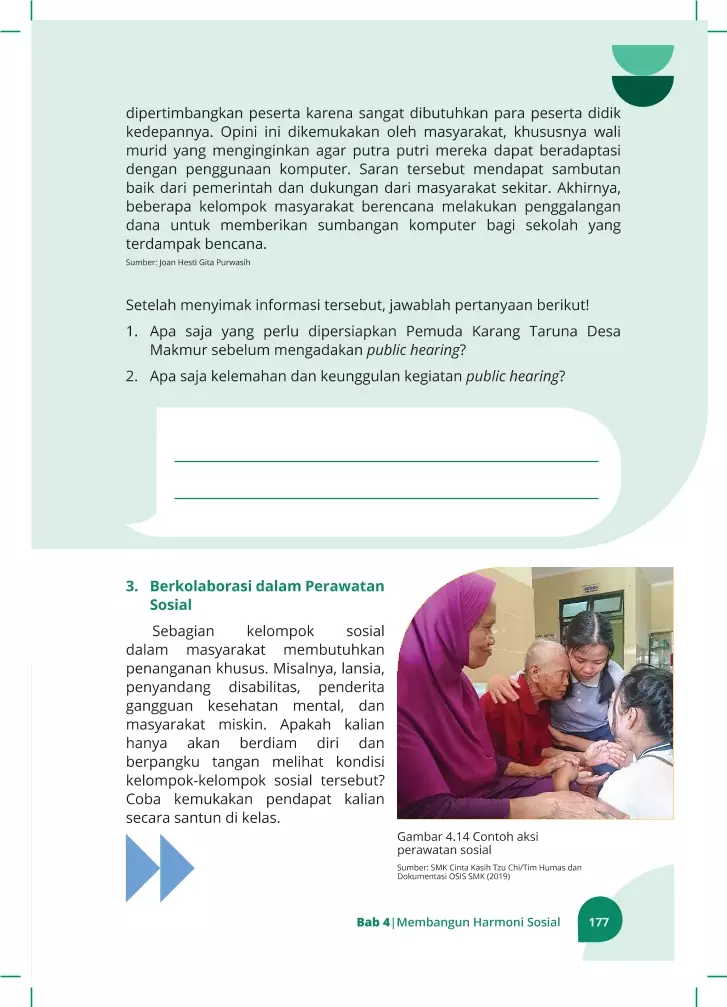 dipertimbangkan peserta karena sangat dibutuhkan para peserta didik
kedepannya. Opini ini dikemukakan oleh masyarakat, khususnya wali
murid yang menginginkan agar putra putri mereka dapat beradaptasi
dengan penggunaan komputer. Saran tersebut mendapat sambutan
baik dari pemerintah dan dukungan dari masyarakat sekitar. Akhirnya,
beberapa kelompok masyarakat berencana melakukan penggalangan
dana untuk memberikan sumbangan komputer bagi sekolah yang
terdampak bencana.
Sumber: Joan Hesti Gita Purwasih
Setelah menyimak informasi tersebut, jawablah pertanyaan berikut!
1. Apa saja yang perlu dipersiapkan Pemuda Karang Taruna Desa
Makmur sebelum mengadakan public hearing?
2. Apa saja kelemahan dan keunggulan kegiatan public hearing?
3. Berkolaborasi dalam Perawatan
Sosial
Sebagian kelompok sosial
dalam masyarakat membutuhkan
penanganan khusus. Misalnya, lansia,
penyandang disabilitas, penderita
gangguan kesehatan mental, dan
masyarakat miskin. Apakah kalian
hanya akan berdiam diri dan
berpangku tangan melihat kondisi
kelompok-kelompok sosial tersebut?
Coba kemukakan pendapat kalian
secara santun di kelas.
Gambar 4.14 Contoh aksi
perawatan sosial
Sumber: SMK Cinta Kasih Tzu Chi/Tim Humas dan
Dokumentasi OSIS SMK (2019)
Bab 4|Membangun Harmoni Sosial 177